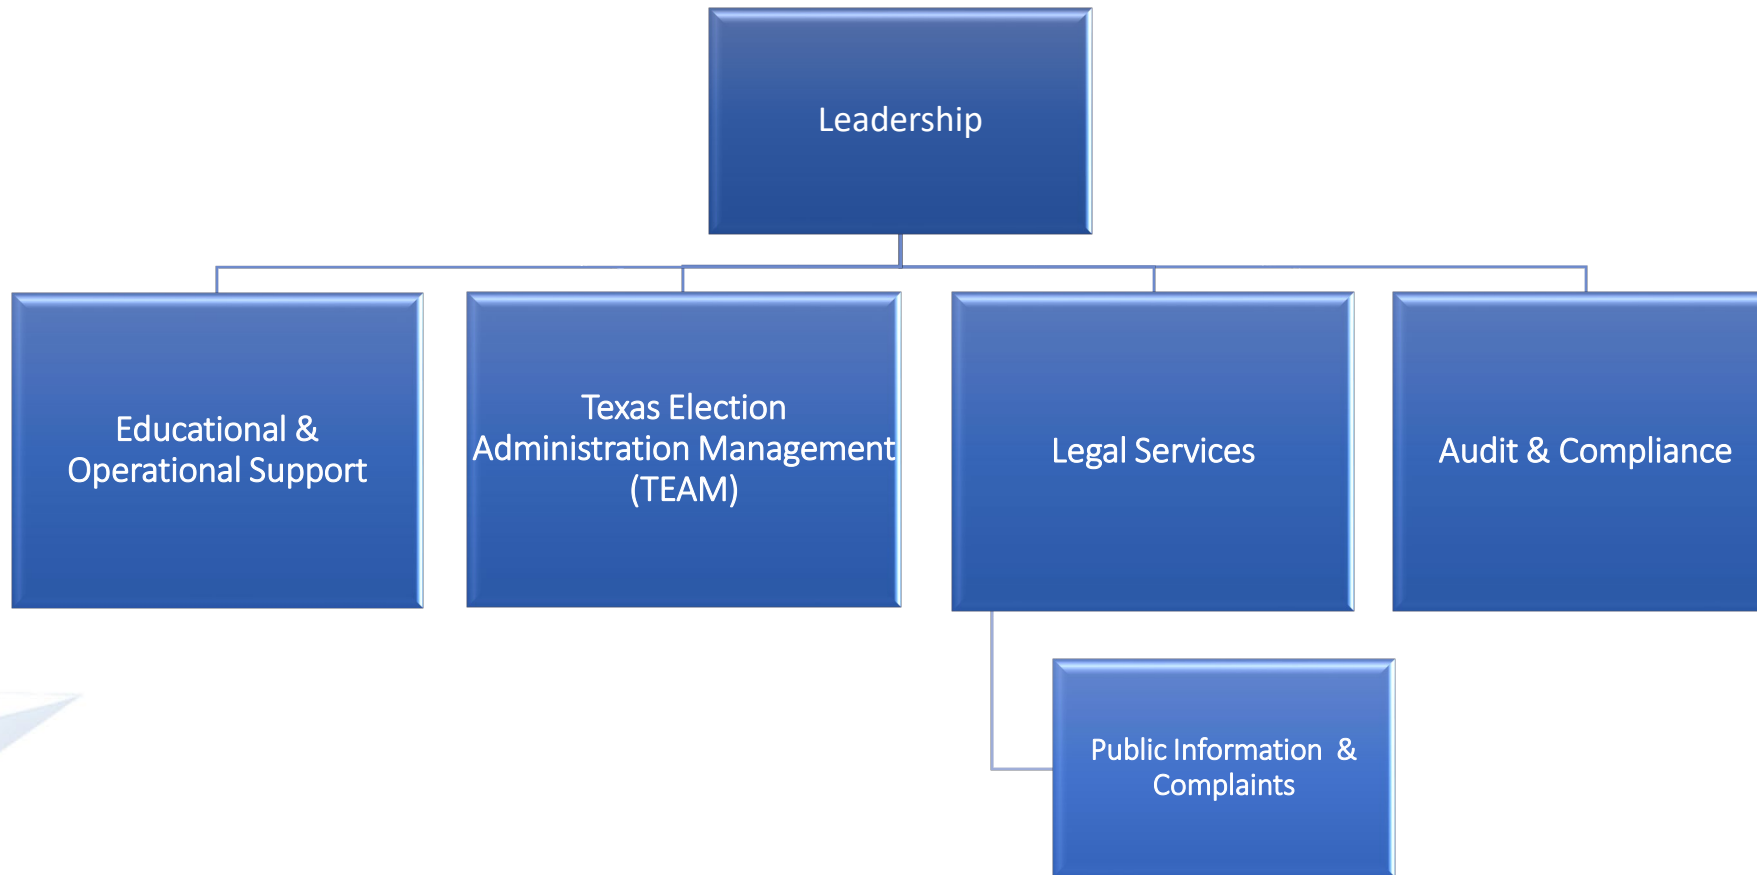 Leadership
Educational &
Operational Support
Texas Election
Administration Management
(TEAM)
Legal Services
Audit & Compliance
Public Information  &
Complaints